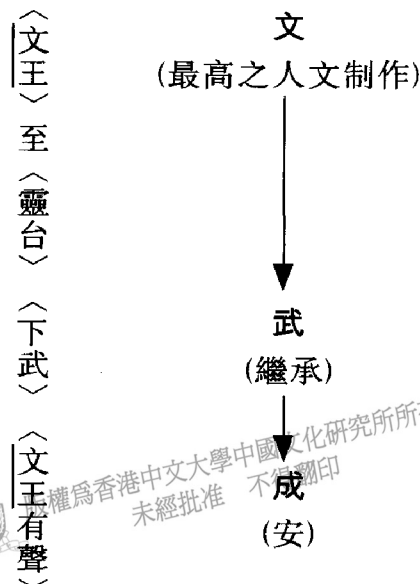 〈文王〉至〈靈台〉 〈下武〉 〈文王有聲〉
文
(最高之人文制作)
武
(繼承)
成
(安)
版權爲香港中文大學中國文化研究所所
未經批准 不得翻印